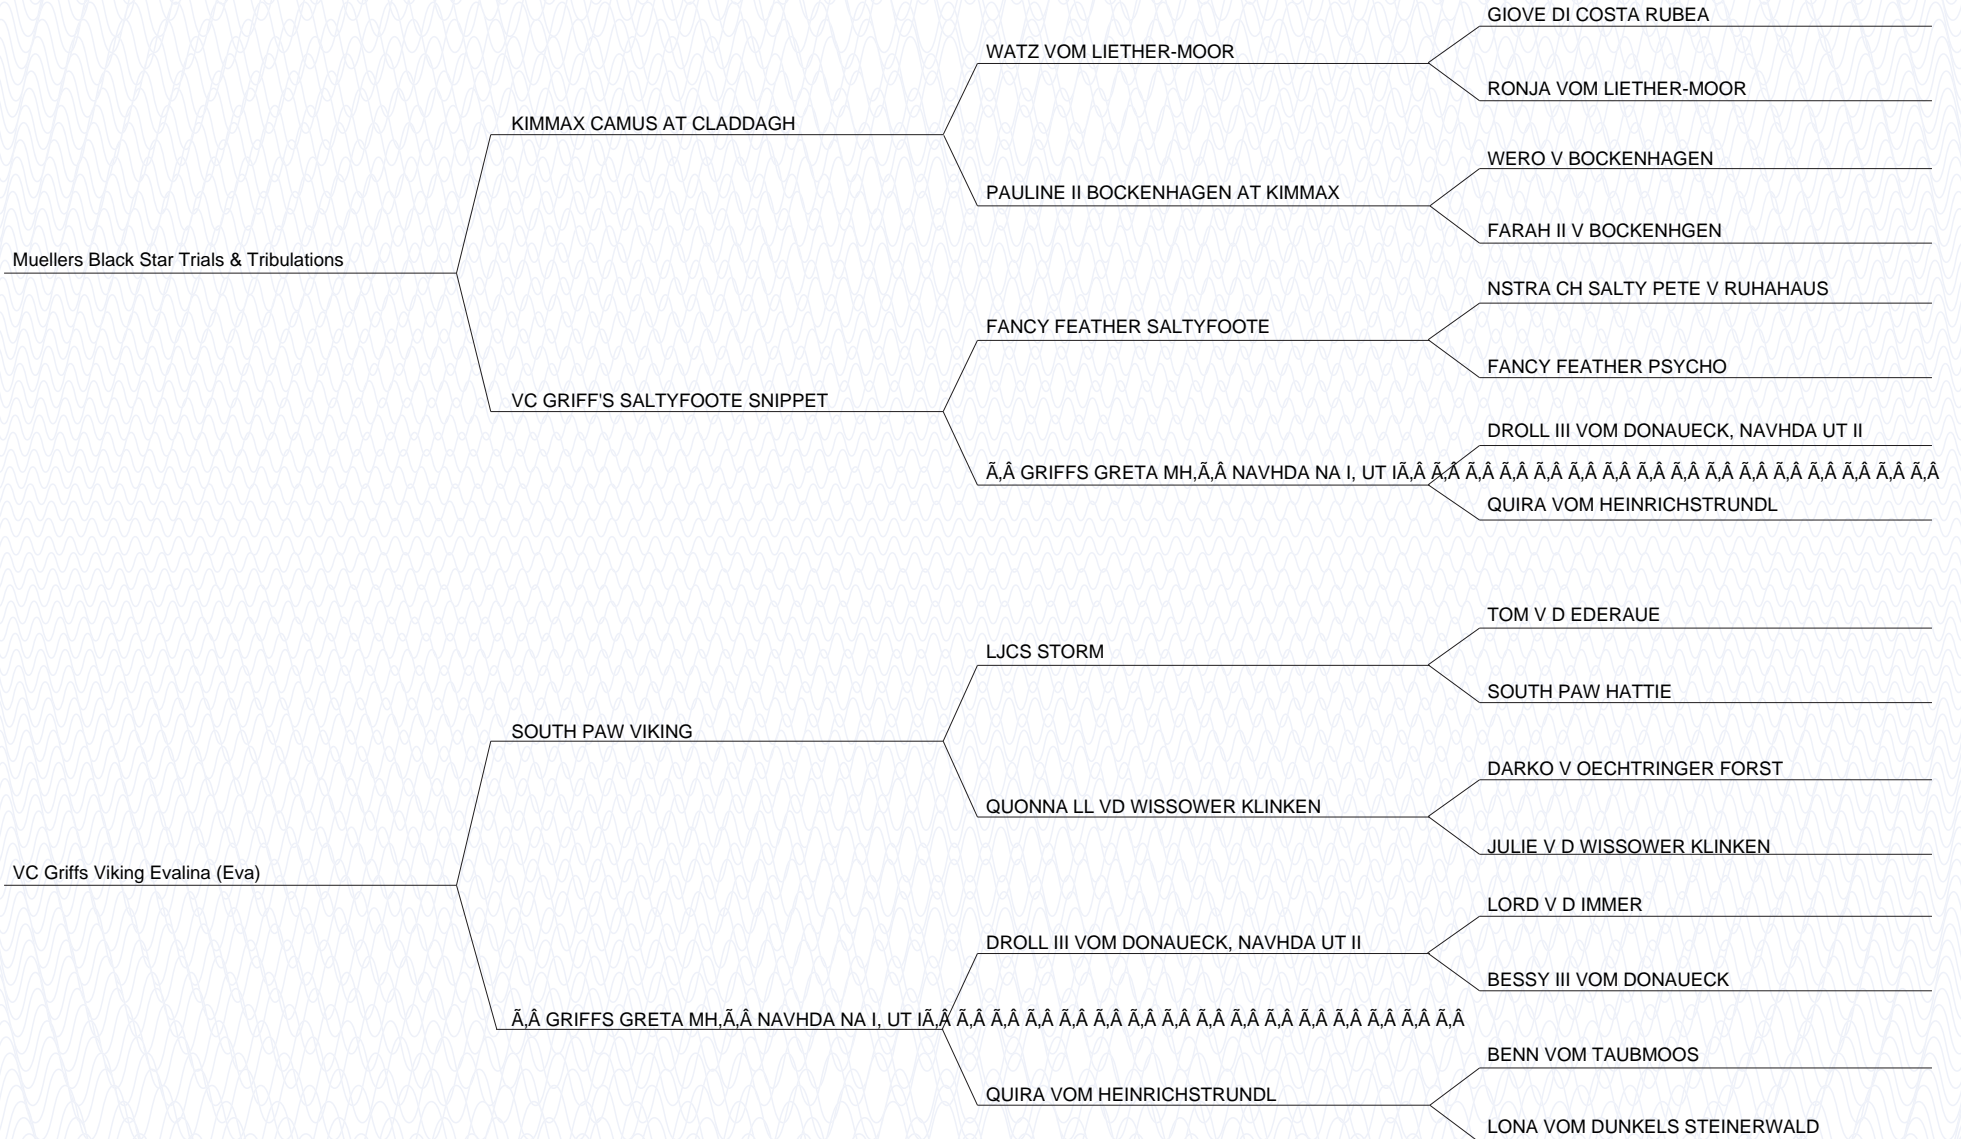 GIOVE DI COSTA RUBEA
WATZ VOM LIETHER-MOOR
RONJA VOM LIETHER-MOOR
KIMMAX CAMUS AT CLADDAGH
WERO V BOCKENHAGEN
PAULINE II BOCKENHAGEN AT KIMMAX
FARAH II V BOCKENHGEN
Muellers Black Star Trials & Tribulations
NSTRA CH SALTY PETE V RUHAHAUS
FANCY FEATHER SALTYFOOTE
FANCY FEATHER PSYCHO
VC GRIFF'S SALTYFOOTE SNIPPET
DROLL III VOM DONAUECK, NAVHDA UT II
Ã,Â GRIFFS GRETA MH,Ã,Â NAVHDA NA I, UT IÃ,Â Ã,Â Ã,Â Ã,Â Ã,Â Ã,Â Ã,Â Ã,Â Ã,Â Ã,Â Ã,Â Ã,Â Ã,Â Ã,Â Ã,Â Ã,Â
QUIRA VOM HEINRICHSTRUNDL
TOM V D EDERAUE
LJCS STORM
SOUTH PAW HATTIE
SOUTH PAW VIKING
DARKO V OECHTRINGER FORST
QUONNA LL VD WISSOWER KLINKEN
JULIE V D WISSOWER KLINKEN
VC Griffs Viking Evalina (Eva)
LORD V D IMMER
DROLL III VOM DONAUECK, NAVHDA UT II
BESSY III VOM DONAUECK
Ã,Â GRIFFS GRETA MH,Ã,Â NAVHDA NA I, UT IÃ,Â Ã,Â Ã,Â Ã,Â Ã,Â Ã,Â Ã,Â Ã,Â Ã,Â Ã,Â Ã,Â Ã,Â Ã,Â Ã,Â Ã,Â Ã,Â
BENN VOM TAUBMOOS
QUIRA VOM HEINRICHSTRUNDL
LONA VOM DUNKELS STEINERWALD